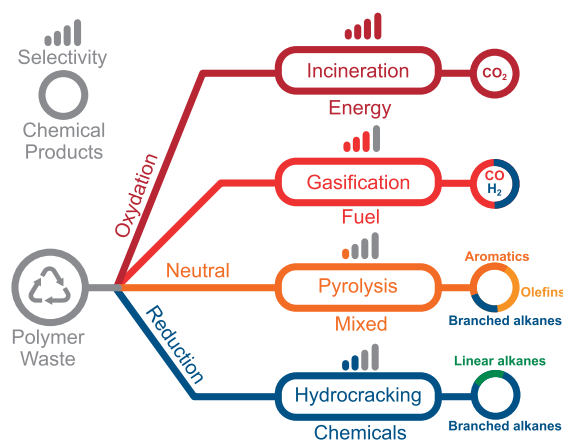 Selectivity
Chemical
Products
Incineration
Energy
CO₂
Oxydation
Gasification
Fuel
CO
H₂
Polymer
Waste
Neutral
Pyrolysis
Mixed
Aromatics
Olefins
Branched alkanes
Reduction
Hydrocracking
Chemicals
Linear alkanes
Branched alkanes